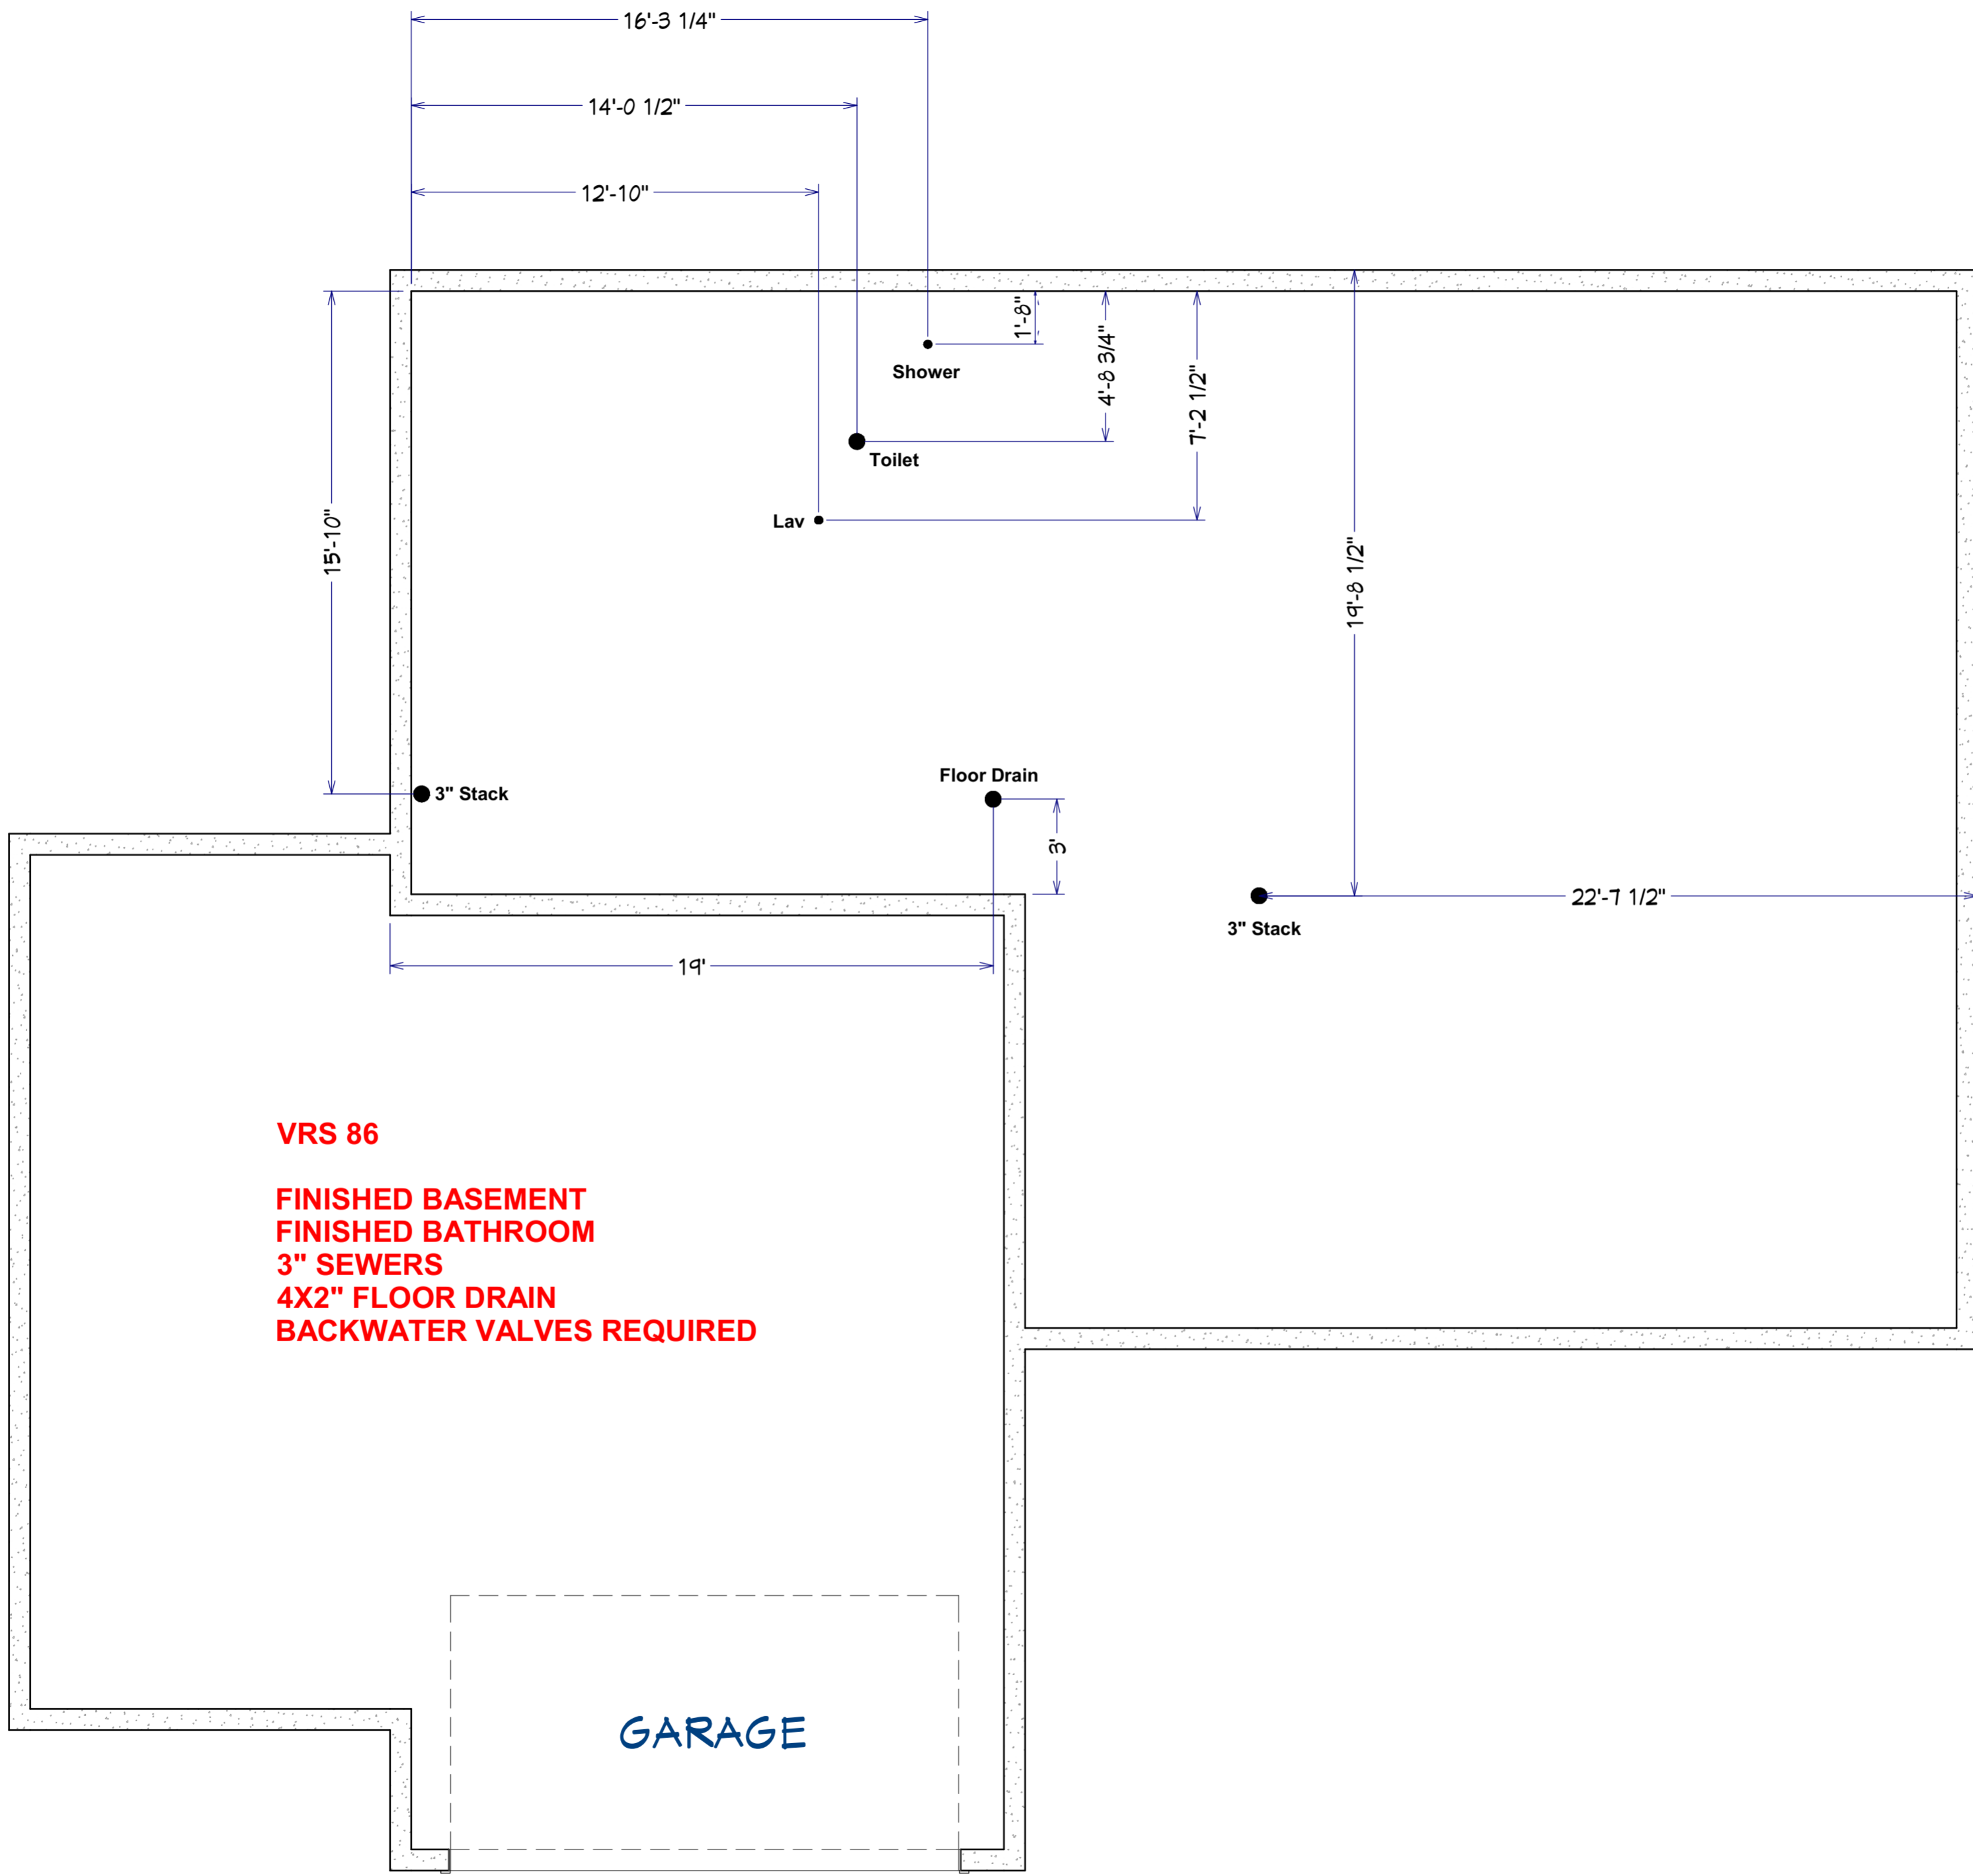 16'-3 1/4"
14'-0 1/2"
12'-10"
1'-8"
4'-8 3/4"
7'-2 1/2"
Shower
Toilet
Lav
15'-10"
19'-8 1/2"
Floor Drain
3" Stack
3'
22'-7 1/2"
3" Stack
19'
VRS 86
FINISHED BASEMENT
FINISHED BATHROOM
3" SEWERS
4X2" FLOOR DRAIN
BACKWATER VALVES REQUIRED
GARAGE